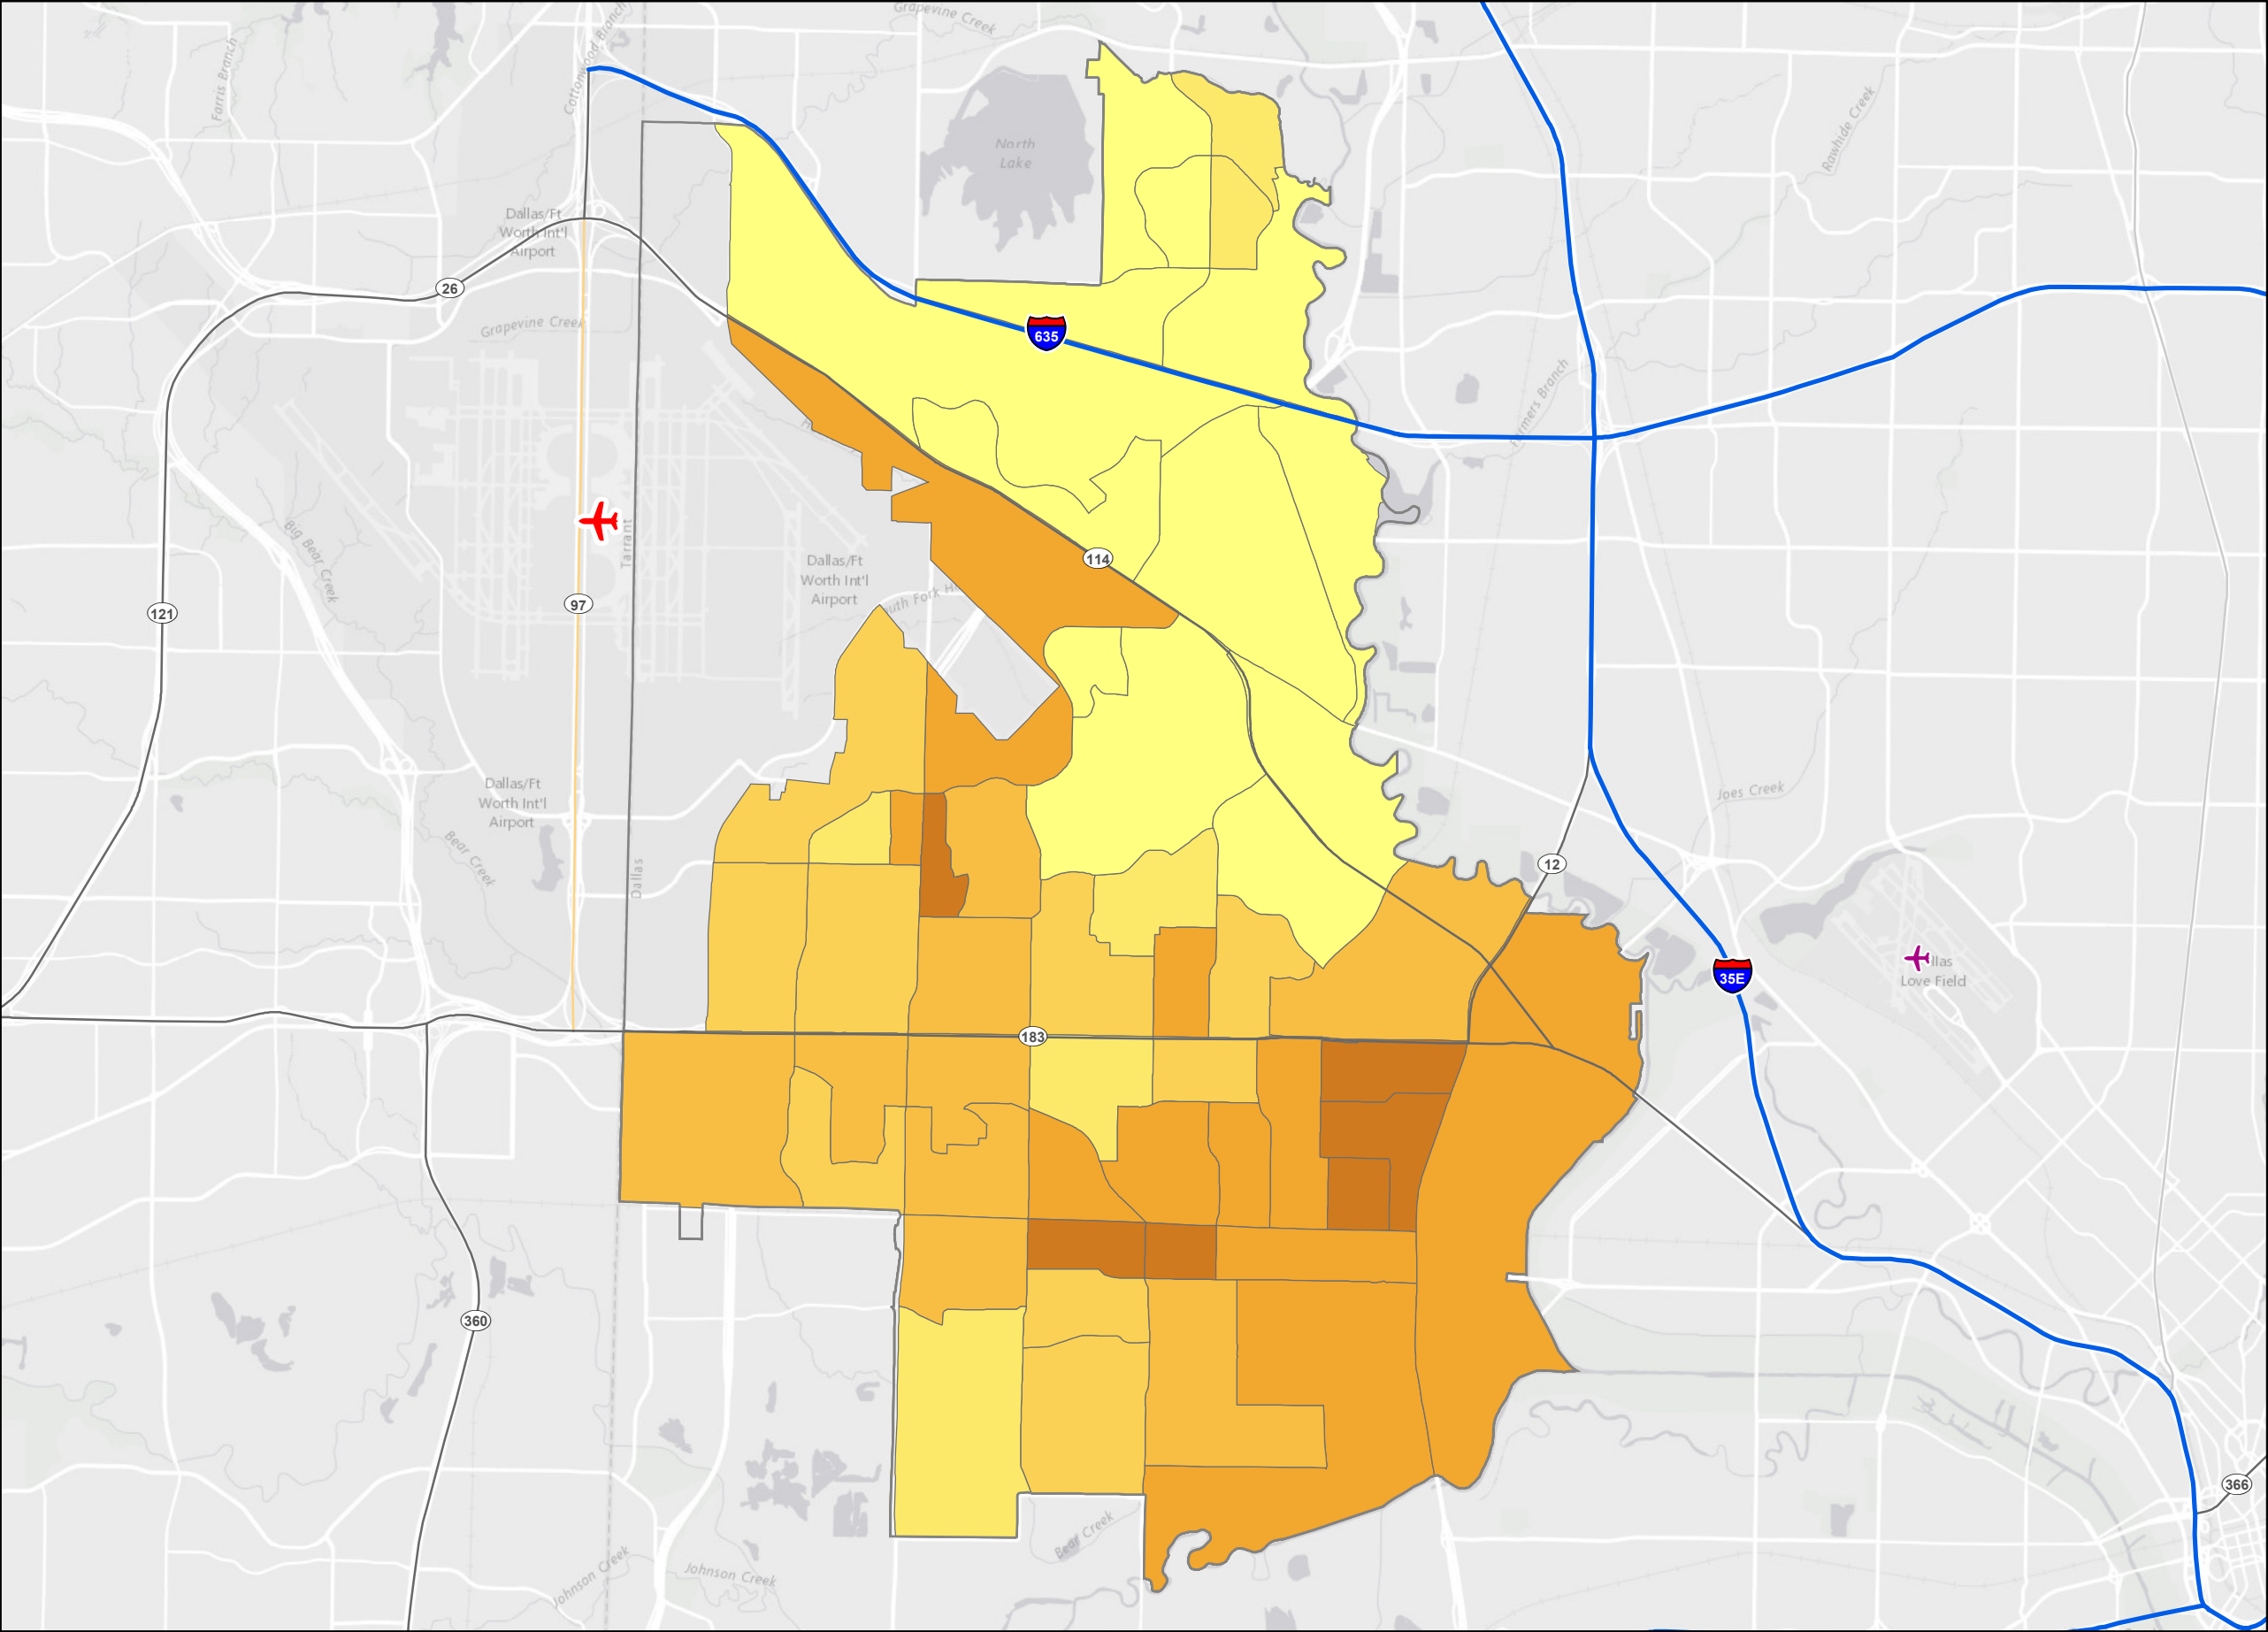 Grapevine Creek
Farris Branch
Cottonwood Branch
North
Lake
Rawhide Creek
Dallas/Ft
Worth Int'l
Airport
26
Grapevine Creek
635
Farmers Branch
114
Tarrant
Big Bear Creek
Dallas/Ft
Worth Int'l
Airport
97
121
Dallas/Ft
Worth Int'l
Airport
Joes Creek
Bear Creek
Dallas
12
35E
llas
Love Field
183
360
366
Bear Creek
Johnson Creek
Johnson Creek